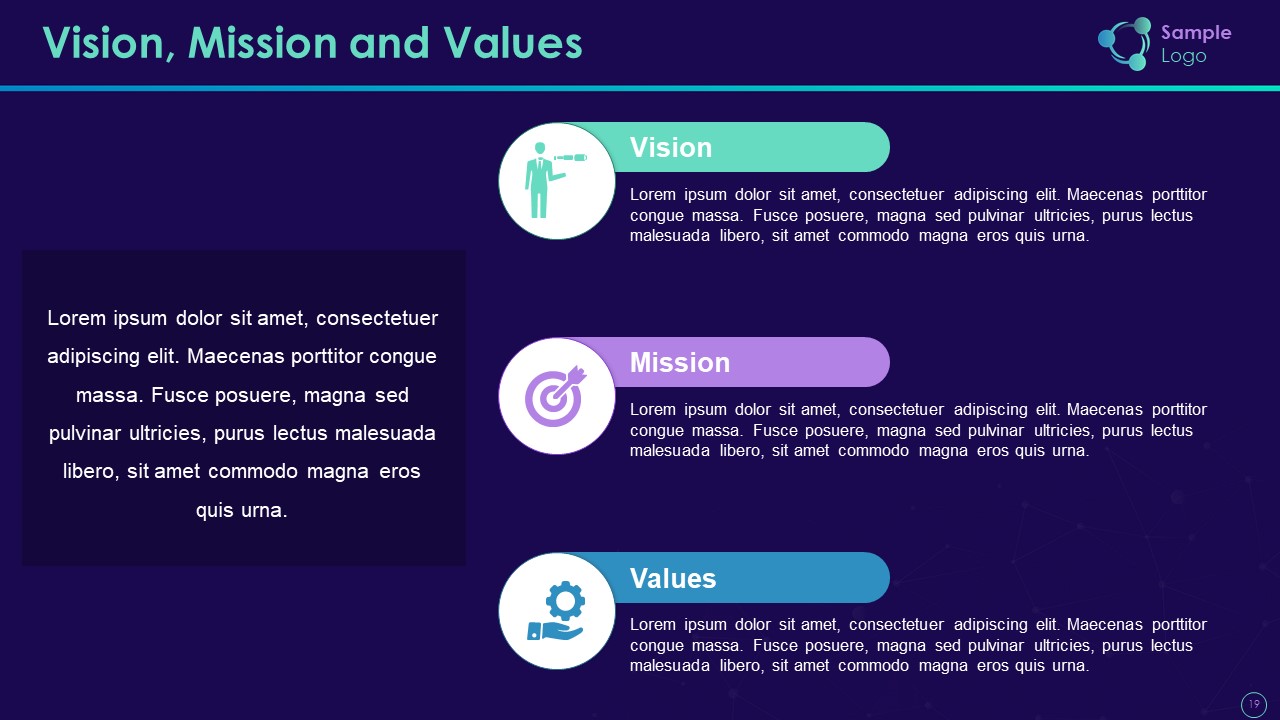 Vision, Mission and Values
Sample
Logo
Lorem ipsum dolor sit amet, consectetuer
adipiscing elit. Maecenas porttitor congue
massa. Fusce posuere, magna sed
pulvinar ultricies, purus lectus malesuada
libero, sit amet commodo magna eros
quis urna.
Vision
Lorem ipsum dolor sit amet, consectetuer adipiscing elit. Maecenas porttitor
congue massa. Fusce posuere, magna sed pulvinar ultricies, purus lectus
malesuada libero, sit amet commodo magna eros quis urna.
Mission
Lorem ipsum dolor sit amet, consectetuer adipiscing elit. Maecenas porttitor
congue massa. Fusce posuere, magna sed pulvinar ultricies, purus lectus
malesuada libero, sit amet commodo magna eros quis urna.
Values
Lorem ipsum dolor sit amet, consectetuer adipiscing elit. Maecenas porttitor
congue massa. Fusce posuere, magna sed pulvinar ultricies, purus lectus
malesuada libero, sit amet commodo magna eros quis urna.
19